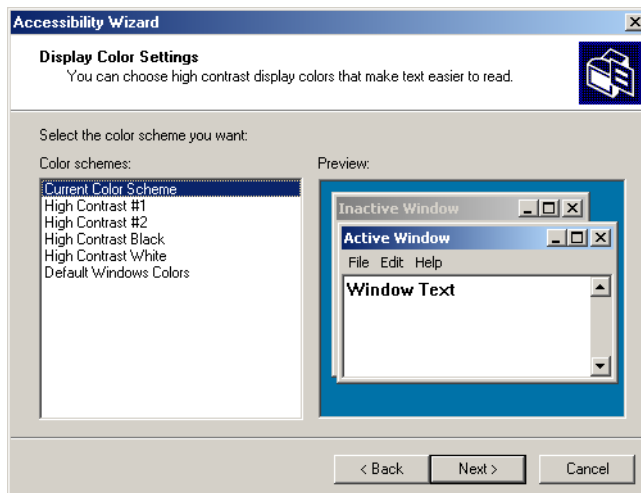 Accessibility Wizard
Display Color Settings
You can choose high contrast display colors that make text easier to read.
Select the color scheme you want:
Color schemes:
Current Color Scheme
High Contrast #1
High Contrast #2
High Contrast Black
High Contrast White
Default Windows Colors
Preview:
Inactive Window
Active Window
File Edit Help
Window Text
< Back Next > Cancel